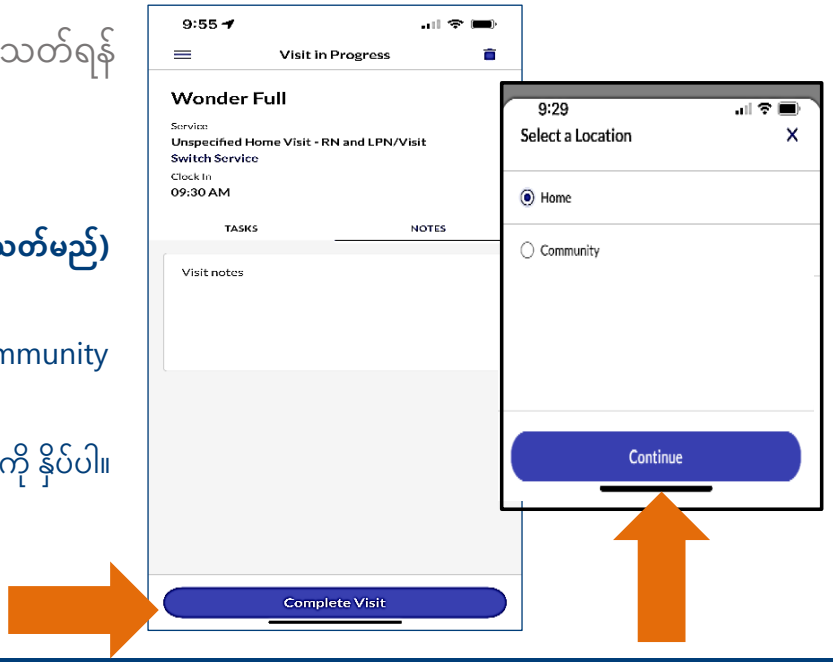 သတ်ရန်
သတ်မည်)
mmunity
ကို နှိပ်ပါ။
9:55
Visit in Progress
Wonder Full
Service
Unspecified Home Visit - RN and LPN/Visit
Switch Service
Clock In
09:30 AM
TASKS
NOTES
Visit notes
Complete Visit
9:29
Select a Location
X
Home
Community
Continue